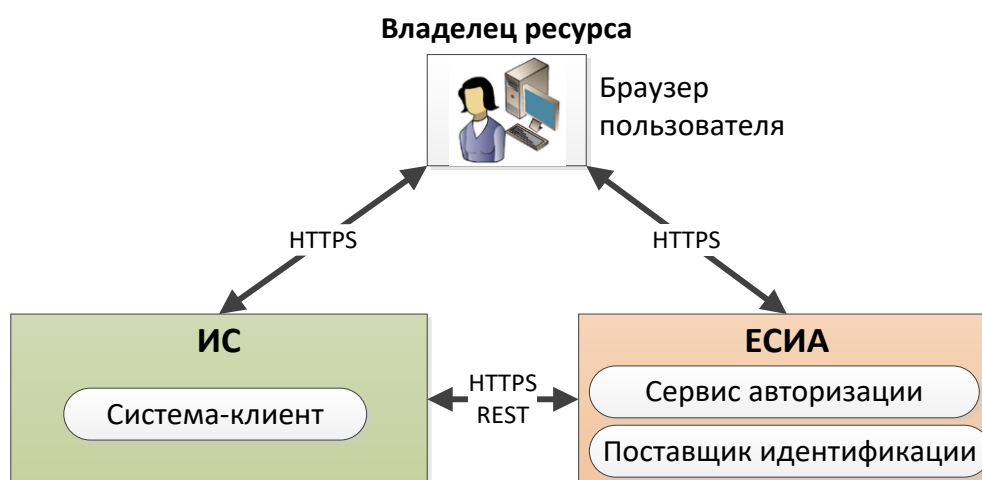 Владелец ресурса
Браузер
пользователя
HTTPS
HTTPS
ИС
Система-клиент
HTTPS
REST
ЕСИА
Сервис авторизации
Поставщик идентификации